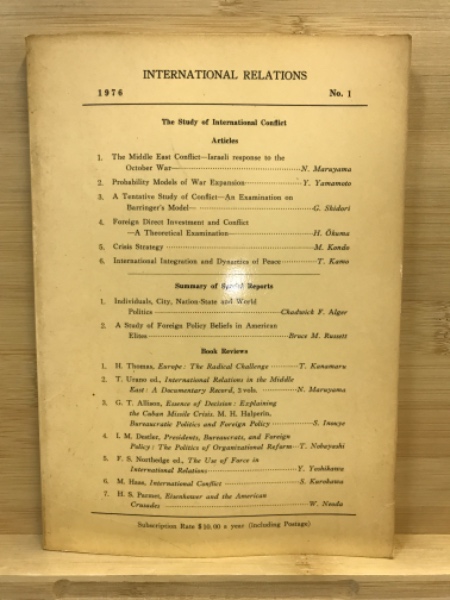 INTERNATIONAL RELATIONS
1976 No. 1
The Study of International Conflict
Articles
1. The Middle East Conflict—Israeli response to the
October War N. Maruyama
2. Probability Models of War Expansion Y. Yamamoto
3. A Tentative Study of Conflict—An Examination on
Barringer's Model— G. Shidori
4. Foreign Direct Investment and Conflict
—A Theoretical Examination H. Ōkuma
5. Crisis Strategy M. Kondo
6. International Integration and Dynamics of Peace T. Kamo
Summary of Special Reports
1. Individuals, City, Nation-State and World
Politics Chadwick F. Alger
2. A Study of Foreign Policy Beliefs in American
Elites Bruce M. Russett
Book Reviews
1. H. Thomas, Europe: The Radical Challenge T. Kanamaru
2. T. Urano ed., International Relations in the Middle
East: A Documentary Record, 2 vols. N. Maruyama
3. G. T. Allison, Essence of Decision: Explaining
the Cuban Missile Crisis. M. H. Halperin,
Bureaucratic Politics and Foreign Policy S. Inouye
4. I. M. Destler, Presidents, Bureaucrats, and Foreign
Policy: The Politics of Organizational Reform T. Nobayashi
5. F. S. Northedge ed., The Use of Force in
International Relations Y. Yoshikawa
6. M. Haas, International Conflict S. Kurokawa
7. H. S. Parmet, Eisenhower and the American
Crusades W. Nooda
Subscription Rate $ 10.00 a year (including Postage)